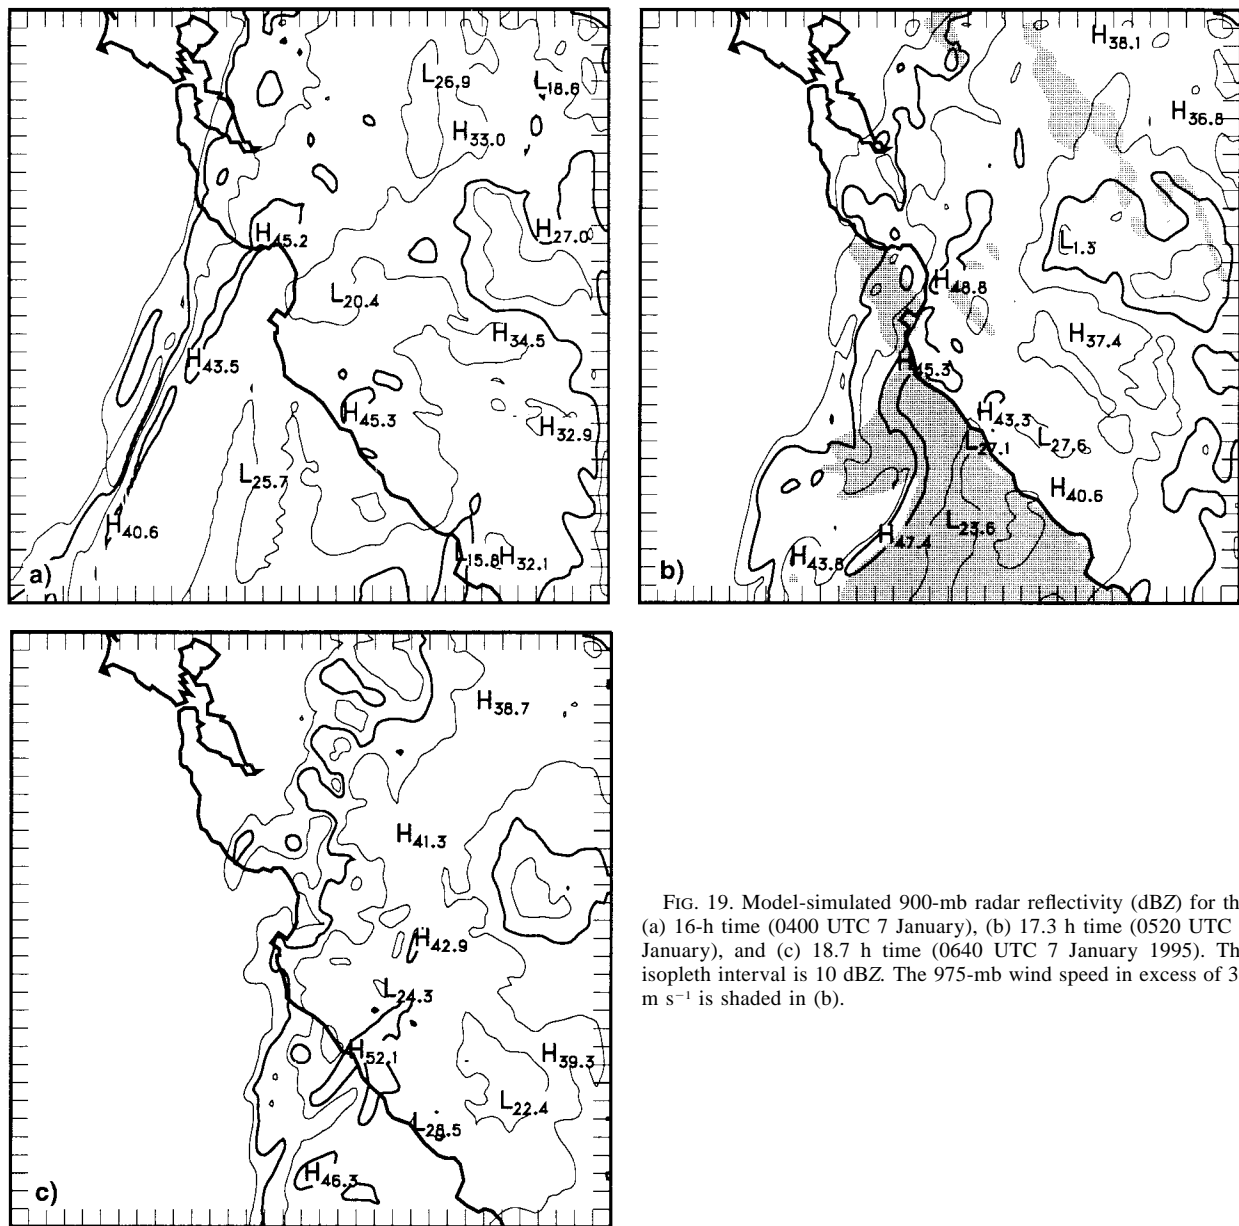 L26.9
L18.6
H33.0
H45.2
H27.0
L20.4
H34.5
H43.5
H45.3
H32.9
L25.7
H40.6
L15.8
H32.1
a)
H38.1
H36.8
L1.3
H48.8
H37.4
H45.3
H43.3
L27.1
L27.6
H40.6
L23.6
H47.4
H43.8
b)
H38.7
H41.3
H42.9
L24.3
H52.1
H39.3
L22.4
L28.5
H46.3
c)
FIG. 19. Model-simulated 900-mb radar reflectivity (dBZ) for th
(a) 16-h time (0400 UTC 7 January), (b) 17.3 h time (0520 UTC
January), and (c) 18.7 h time (0640 UTC 7 January 1995). Th
isopleth interval is 10 dBZ. The 975-mb wind speed in excess of 3
m s⁻¹ is shaded in (b).